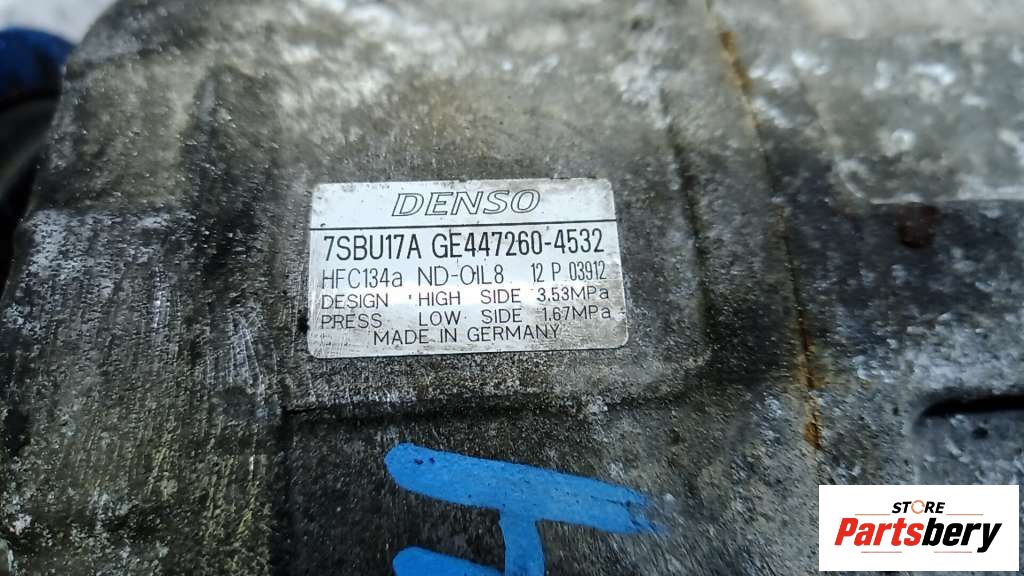 DENSO
7SBU17A GE447260-4532
HFC134a ND-OIL8 12 P 03912
DESIGN HIGH SIDE 3.53MPa
PRESS LOW SIDE 1.67MPa
MADE IN GERMANY
STORE
Partsbery